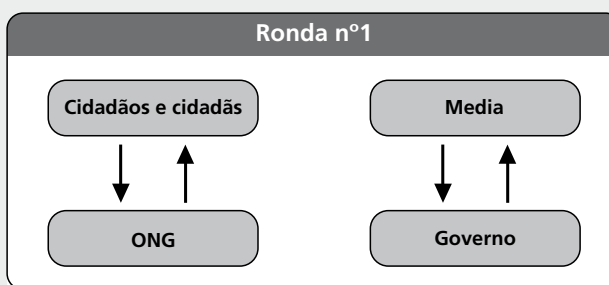 Ronda nº1
Cidadãos e cidadãs
Media
ONG
Governo